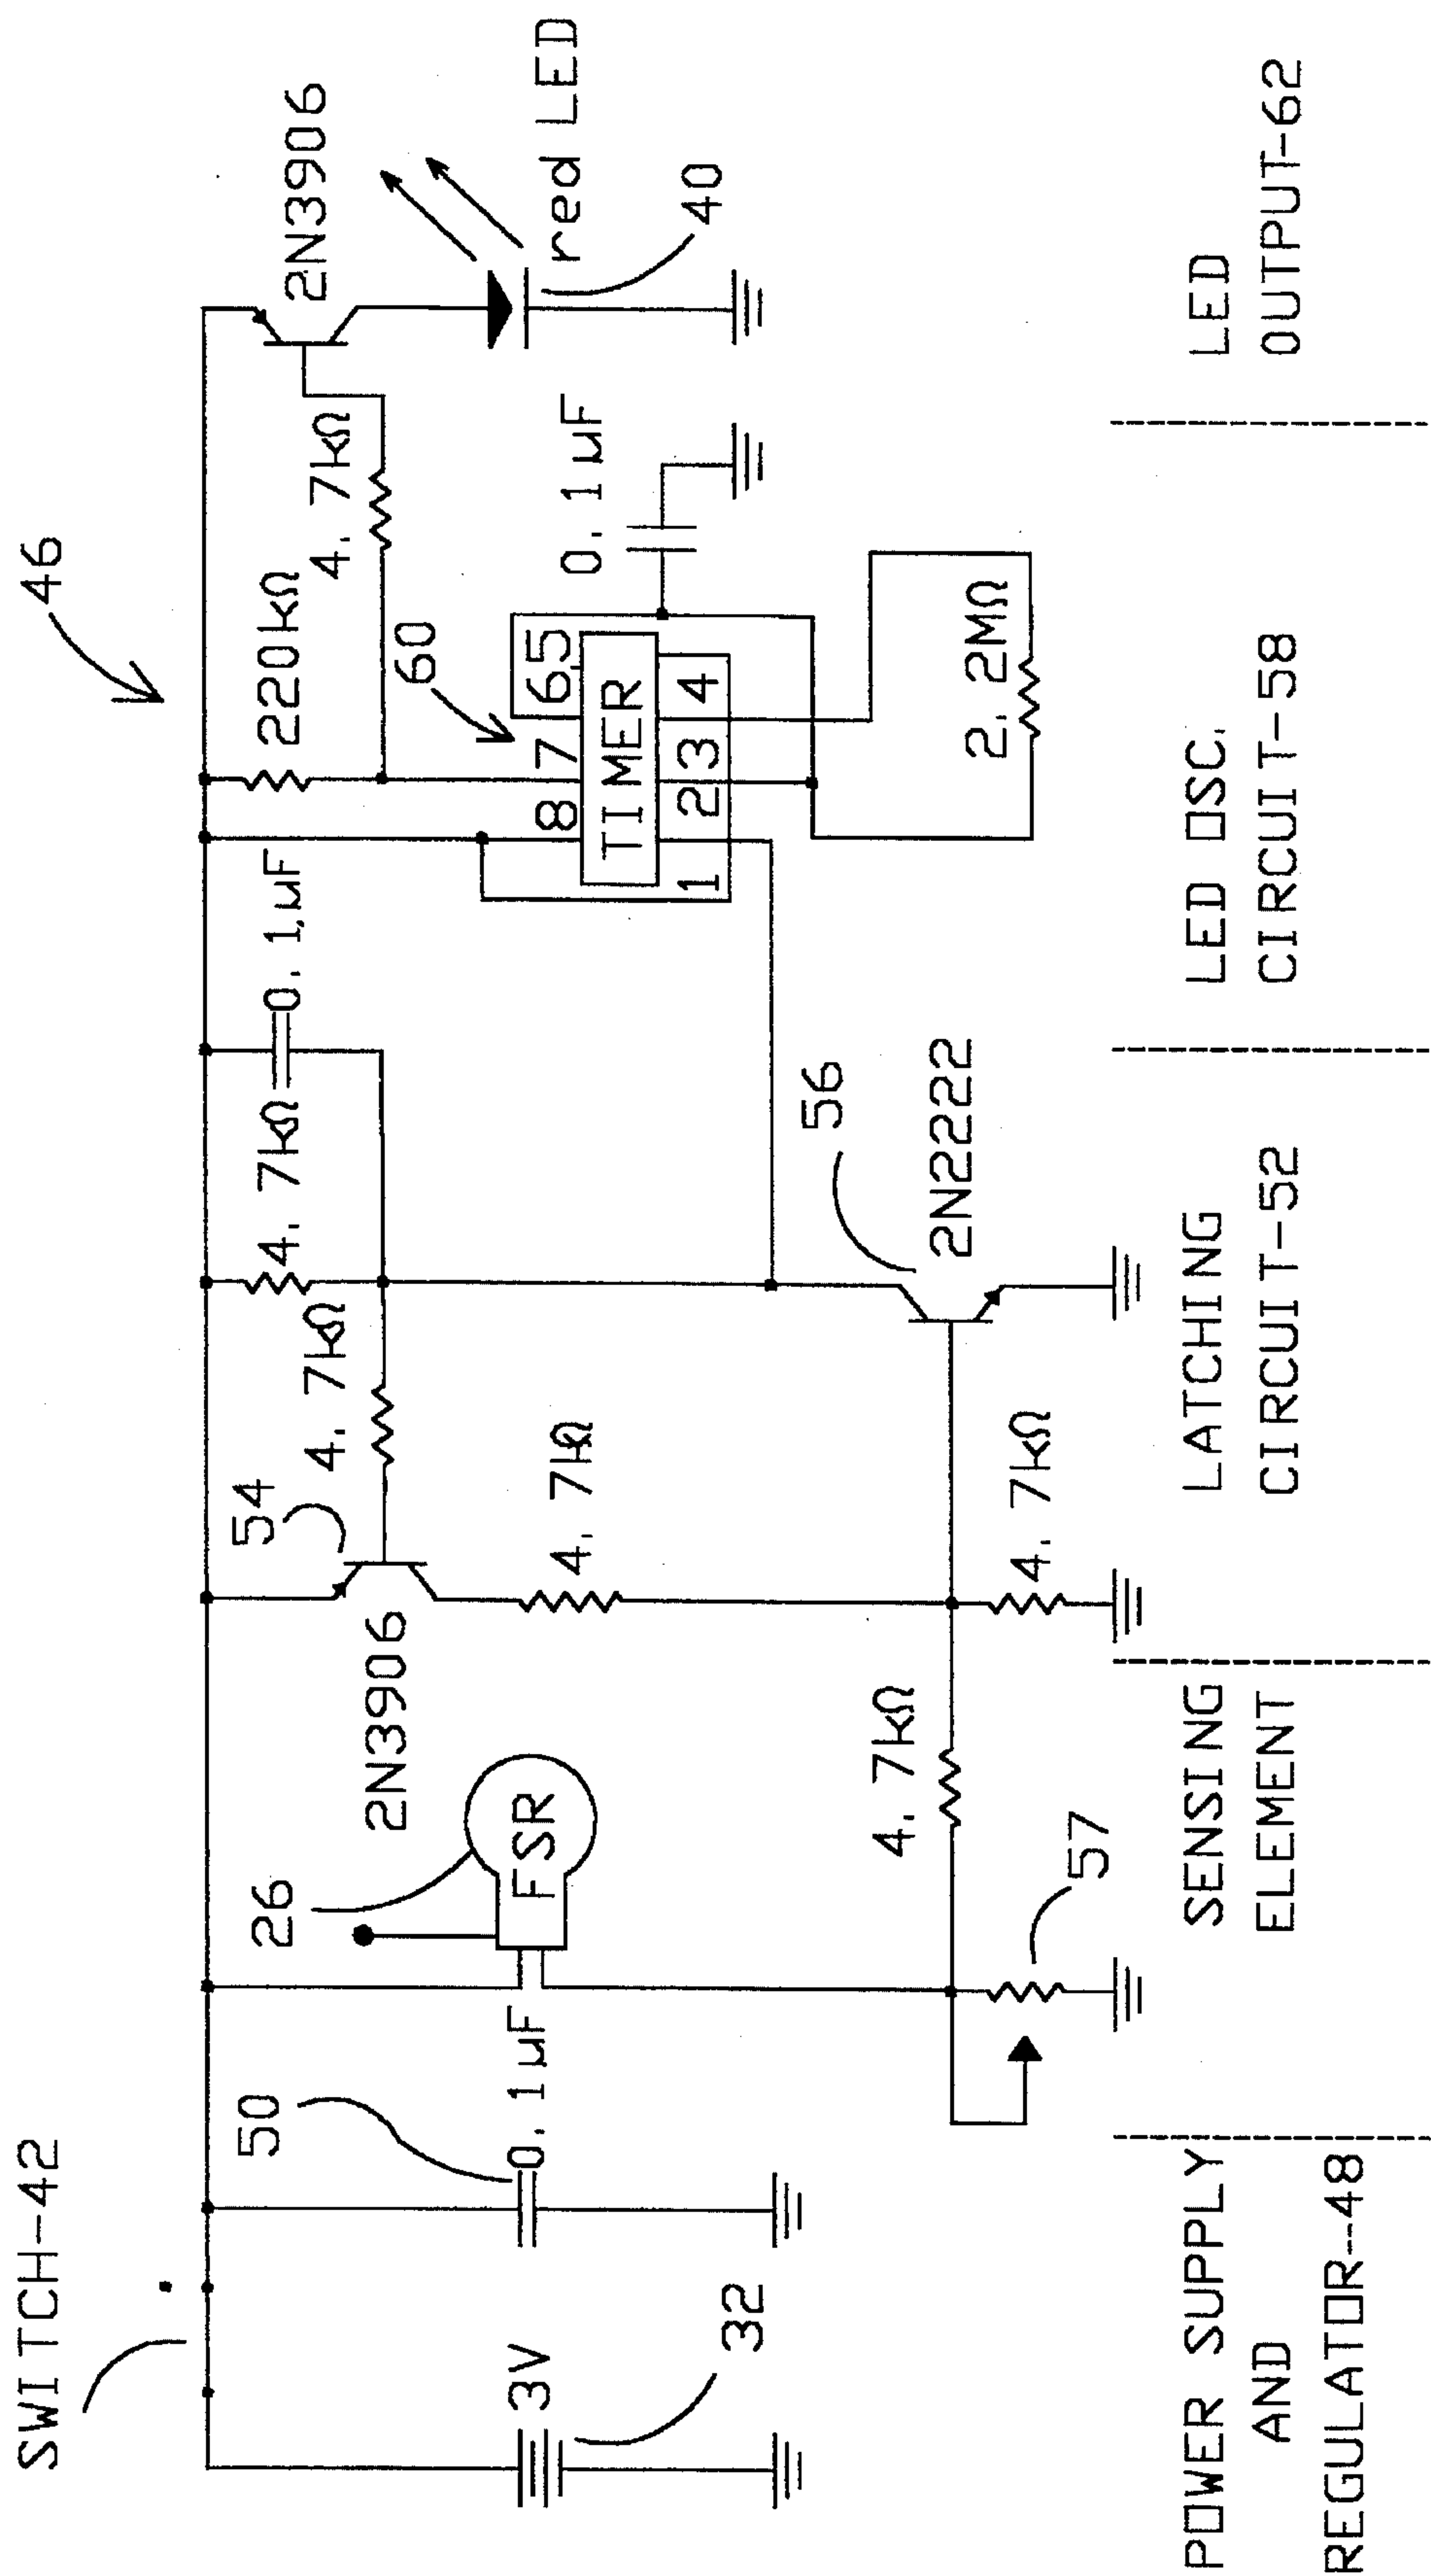 46
SWITCH-42
50
0.1µF
3V
32
26
FSR
2N3906
54
4.7kΩ
4.7kΩ
0.1µF
4.7kΩ
4.7kΩ
4.7kΩ
57
56
2N2222
220kΩ
4.7kΩ
60
8 7 6 5
TIMER
1 2 3 4
0.1µF
2.2MΩ
2N3906
red LED
40
POWER SUPPLY
AND
REGULATOR--48
SENSING
ELEMENT
LATCHING
CIRCUIT-52
LED OSC.
CIRCUIT-58
LED
OUTPUT-62